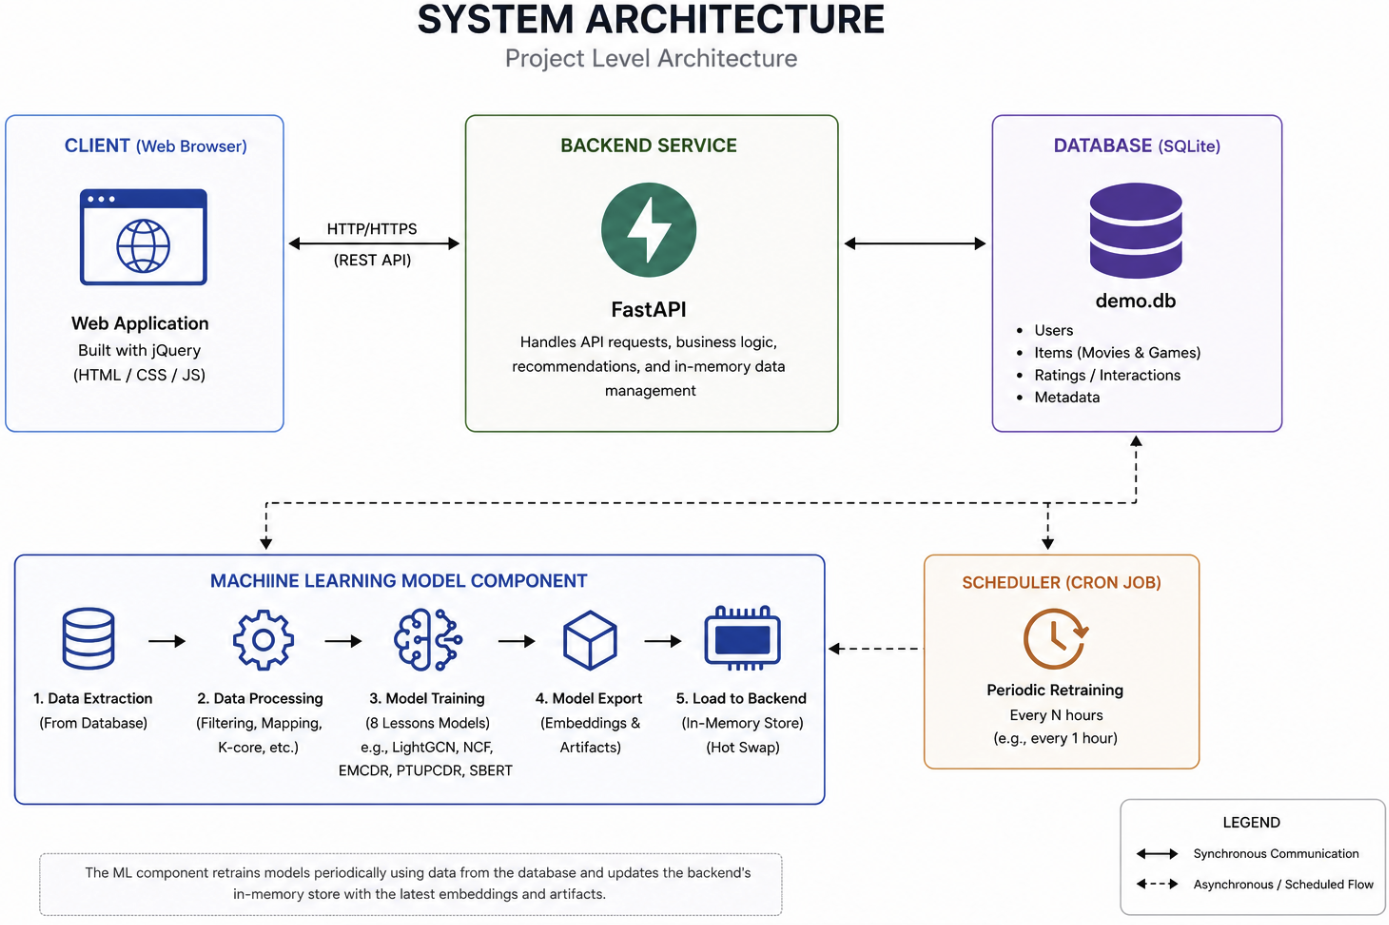 SYSTEM ARCHITECTURE
Project Level Architecture
CLIENT (Web Browser)
Web Application
Built with jQuery
(HTML / CSS / JS)
HTTP/HTTPS
(REST API)
BACKEND SERVICE
FastAPI
Handles API requests, business logic,
recommendations, and in-memory data
management
DATABASE (SQLite)
demo.db
• Users
• Items (Movies & Games)
• Ratings / Interactions
• Metadata
MACHIINE LEARNING MODEL COMPONENT
1. Data Extraction
(From Database)
2. Data Processing
(Filtering, Mapping,
K-core, etc.)
3. Model Training
(8 Lessons Models)
e.g., LightGCN, NCF,
EMCDR, PTUPCDR, SBERT
4. Model Export
(Embeddings &
Artifacts)
5. Load to Backend
(In-Memory Store)
(Hot Swap)
SCHEDULER (CRON JOB)
Periodic Retraining
Every N hours
(e.g., every 1 hour)
The ML component retrains models periodically using data from the database and updates the backend's
in-memory store with the latest embeddings and artifacts.
LEGEND
Synchronous Communication
Asynchronous / Scheduled Flow